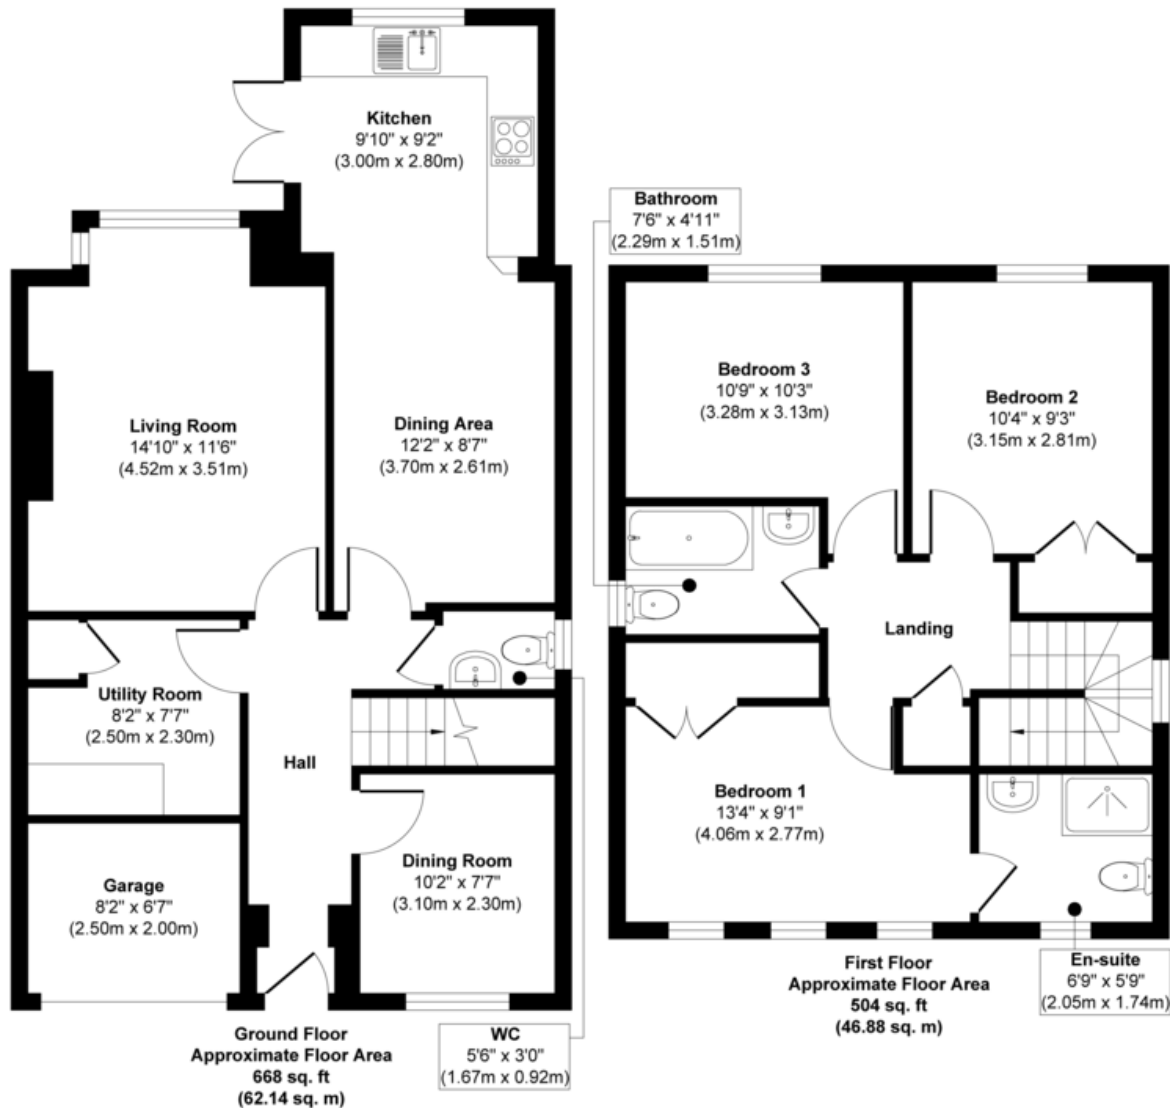 Kitchen
9'10" x 9'2"
(3.00m x 2.80m)
Living Room
14'10" x 11'6"
(4.52m x 3.51m)
Dining Area
12'2" x 8'7"
(3.70m x 2.61m)
Utility Room
8'2" x 7'7"
(2.50m x 2.30m)
Hall
Garage
8'2" x 6'7"
(2.50m x 2.00m)
Dining Room
10'2" x 7'7"
(3.10m x 2.30m)
WC
5'6" x 3'0"
(1.67m x 0.92m)
Ground Floor
Approximate Floor Area
668 sq. ft
(62.14 sq. m)
Bathroom
7'6" x 4'11"
(2.29m x 1.51m)
Bedroom 3
10'9" x 10'3"
(3.28m x 3.13m)
Bedroom 2
10'4" x 9'3"
(3.15m x 2.81m)
Landing
Bedroom 1
13'4" x 9'1"
(4.06m x 2.77m)
En-suite
6'9" x 5'9"
(2.05m x 1.74m)
First Floor
Approximate Floor Area
504 sq. ft
(46.88 sq. m)